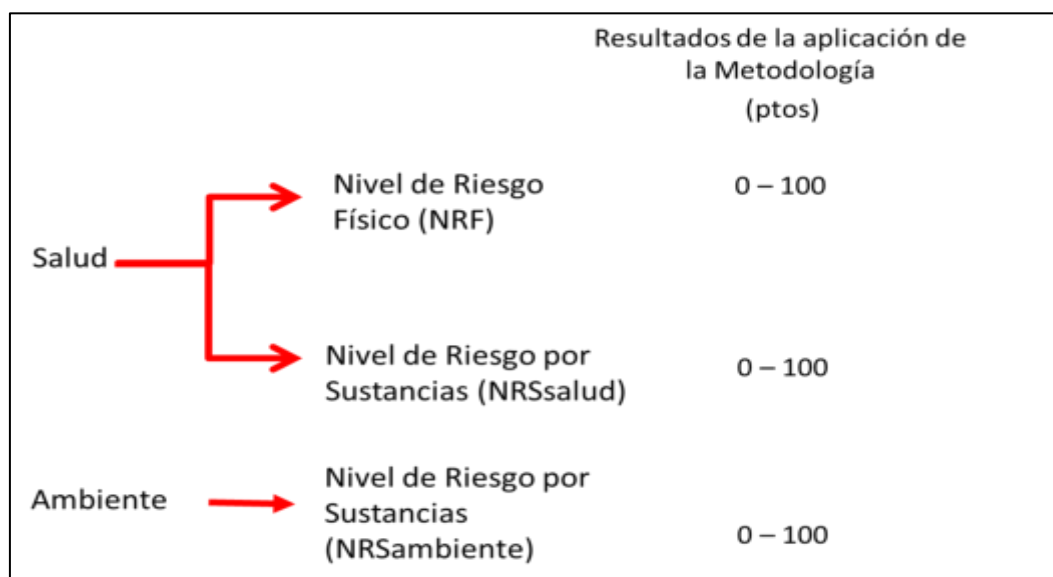 Resultados de la aplicación de
la Metodología
(ptos)
Nivel de Riesgo
Físico (NRF)
0 – 100
Salud
Nivel de Riesgo por
Sustancias (NRSsalud)
0 – 100
Ambiente
Nivel de Riesgo por
Sustancias
(NRSambiente)
0 – 100